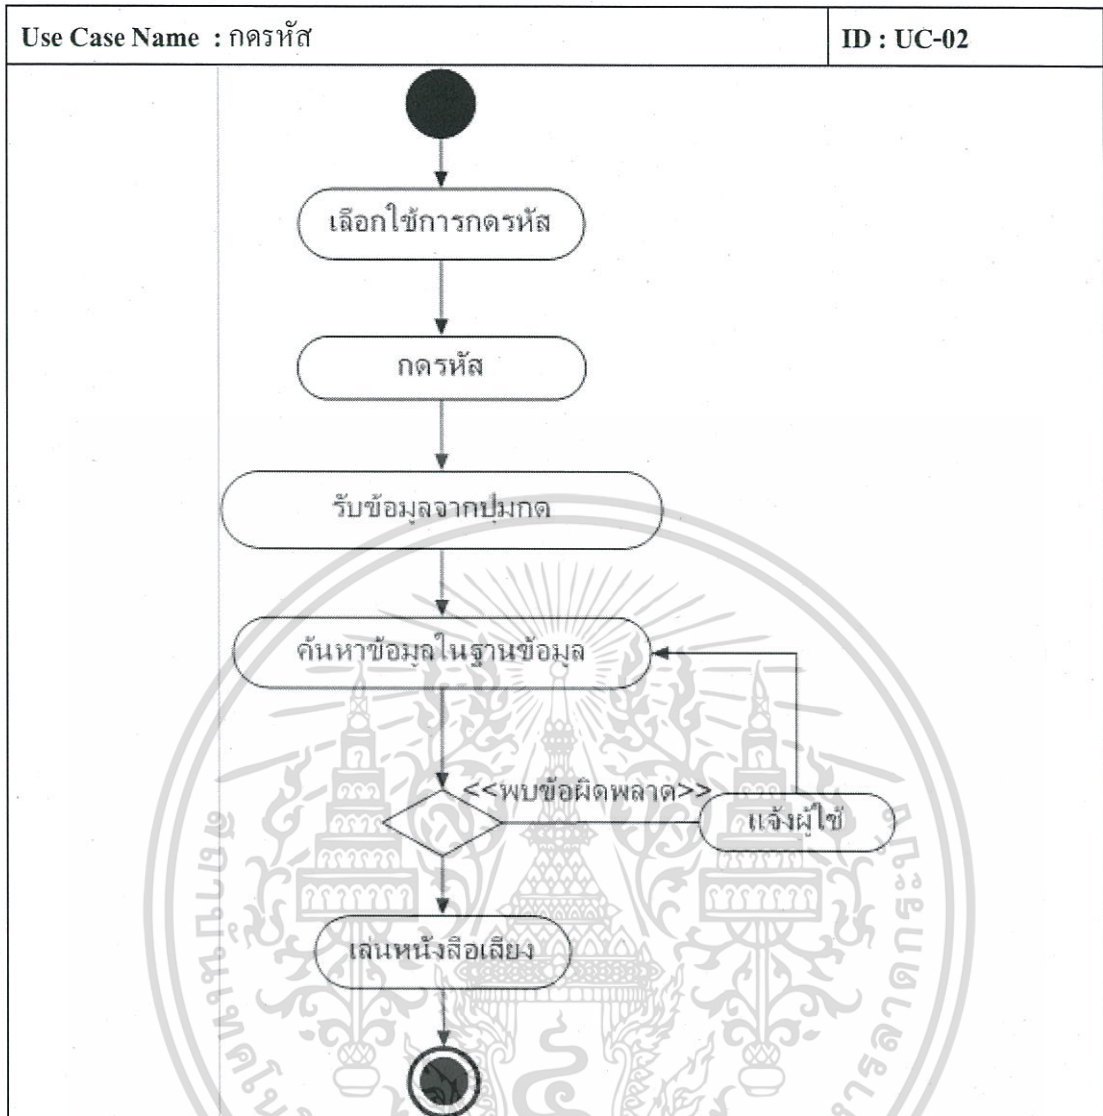 Use Case Name : กดรหัส
ID : UC-02
เลือกใช้การกดรหัส
กดรหัส
รับข้อมูลจากปุ่มกด
ค้นหาข้อมูลในฐานข้อมูล
<<พบข้อผิดพลาด>>
แจ้งผู้ใช้
เล่นหนังสือเสียง